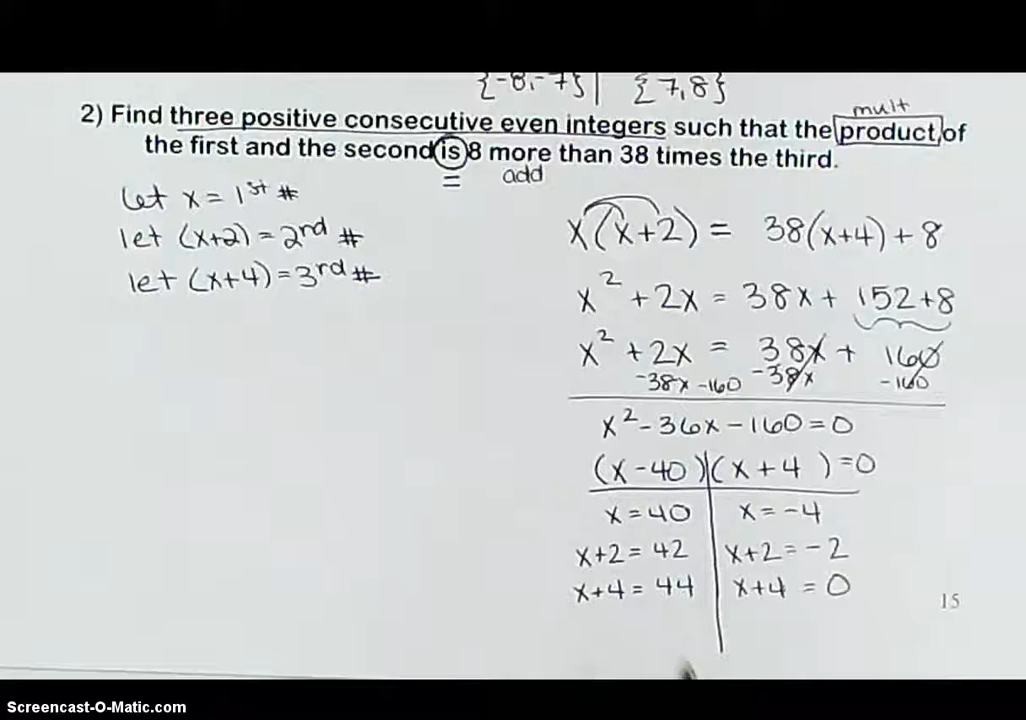 {-8,-7} | {7,8}
mult
2) Find three positive consecutive even integers such that the product of
the first and the second is 8 more than 38 times the third.
= add
let x = 1st #
let (x+2) = 2rd #
let (x+4) = 3rd #
x(x+2) = 38(x+4) + 8
x² + 2x = 38x + 152 + 8
x² + 2x = 38x + 160
-38x -160 -38x -160
x² - 36x - 160 = 0
(x - 40)(x + 4 ) = 0
x = 40 x = -4
x+2 = 42 x+2 = -2
x+4 = 44 x+4 = 0
15
Screencast-O-Matic.com